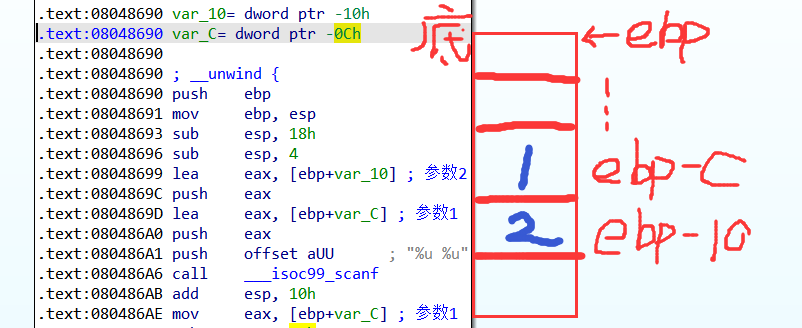 .text:08048690 var_10= dword ptr -10h
.text:08048690 var_C= dword ptr -0Ch
.text:08048690
.text:08048690 ; __unwind {
.text:08048690 push ebp
.text:08048691 mov ebp, esp
.text:08048693 sub esp, 18h
.text:08048696 sub esp, 4
.text:08048699 lea eax, [ebp+var_10] ; 参数2
.text:0804869C push eax
.text:0804869D lea eax, [ebp+var_C] ; 参数1
.text:080486A0 push eax
.text:080486A1 push offset aUU ; "%u %u"
.text:080486A6 call ___isoc99_scanf
.text:080486AB add esp, 10h
.text:080486AE mov eax, [ebp+var_C] ; 参数1
底
←ebp
1 ebp-C
2 ebp-10